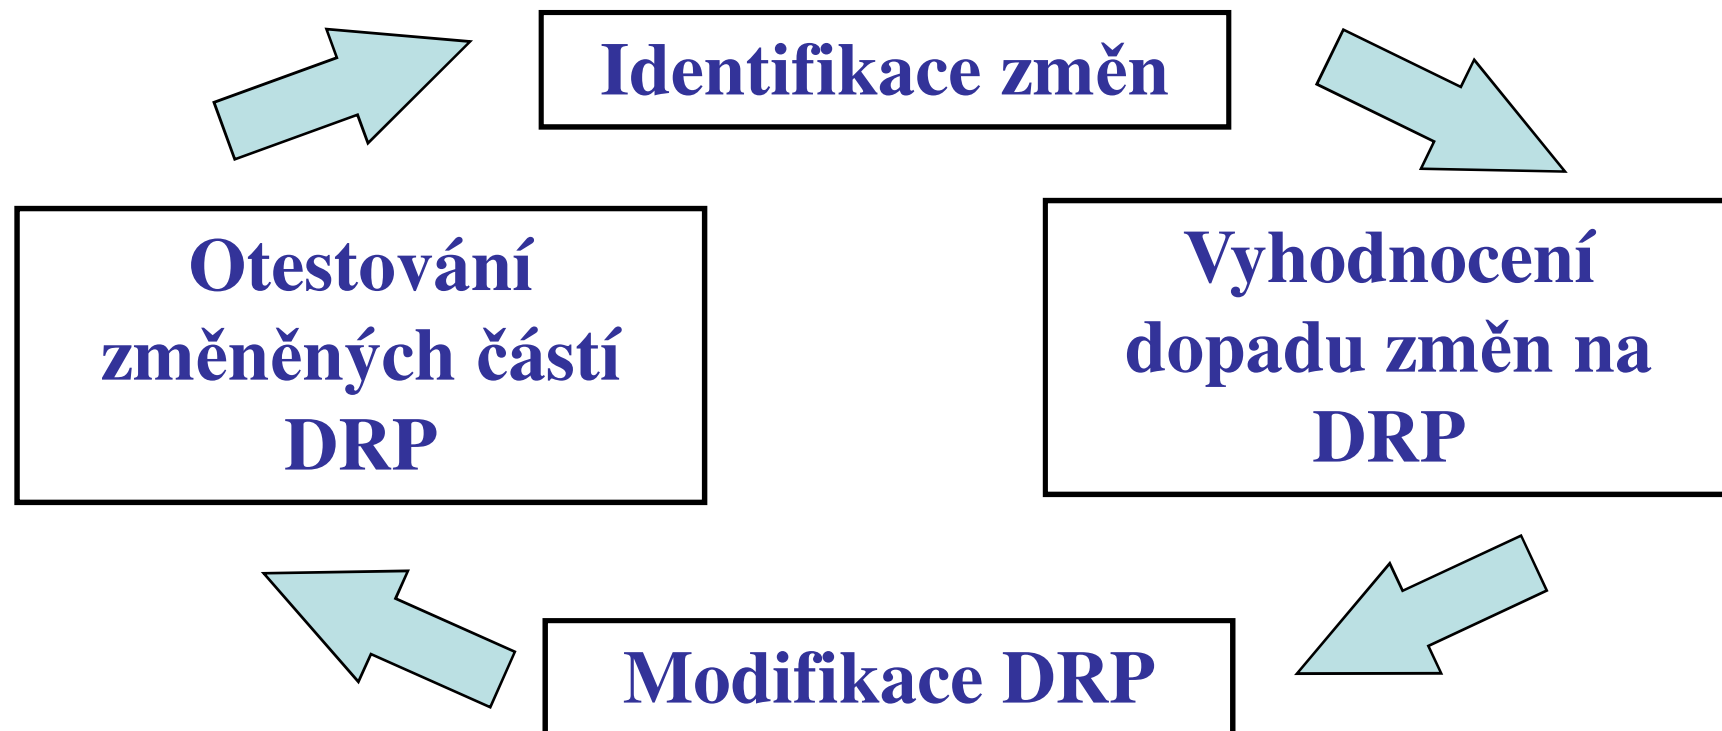 Identifikace změn
Otestování
změněných částí
DRP
Vyhodnocení
dopadu změn na
DRP
Modifikace DRP